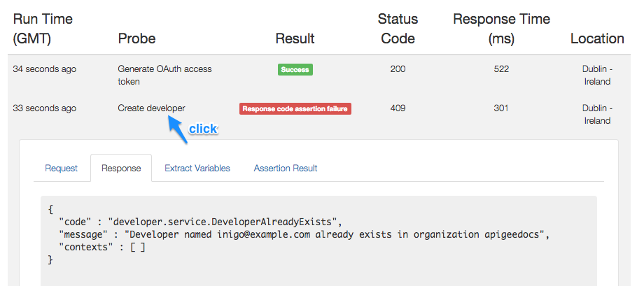 Run Time (GMT) Probe Result Status Code Response Time (ms) Location
34 seconds ago Generate OAuth access token Success 200 522 Dublin - Ireland
33 seconds ago Create developer Response code assertion failure 409 301 Dublin - Ireland
click
Request Response Extract Variables Assertion Result
{
"code" : "developer.service.DeveloperAlreadyExists",
"message" : "Developer named inigo@example.com already exists in organization apigeedocs",
"contexts" : [ ]
}